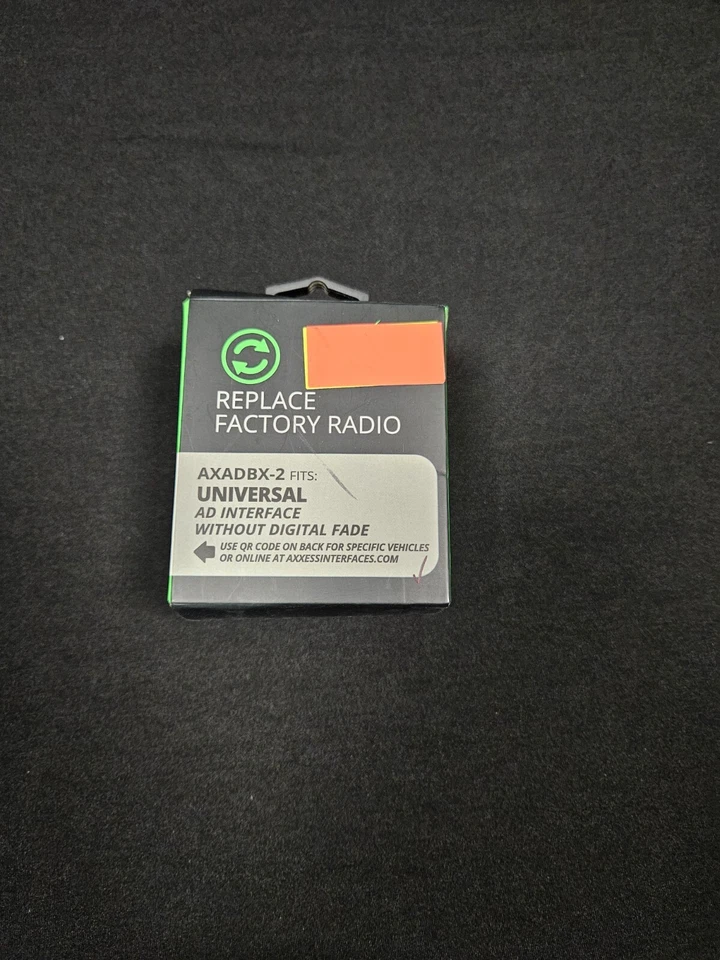 REPLACE
FACTORY RADIO
AXADBX-2 FITS:
UNIVERSAL
AD INTERFACE
WITHOUT DIGITAL FADE
USE QR CODE ON BACK FOR SPECIFIC VEHICLES
OR ONLINE AT AXXESSINTERFACES.COM